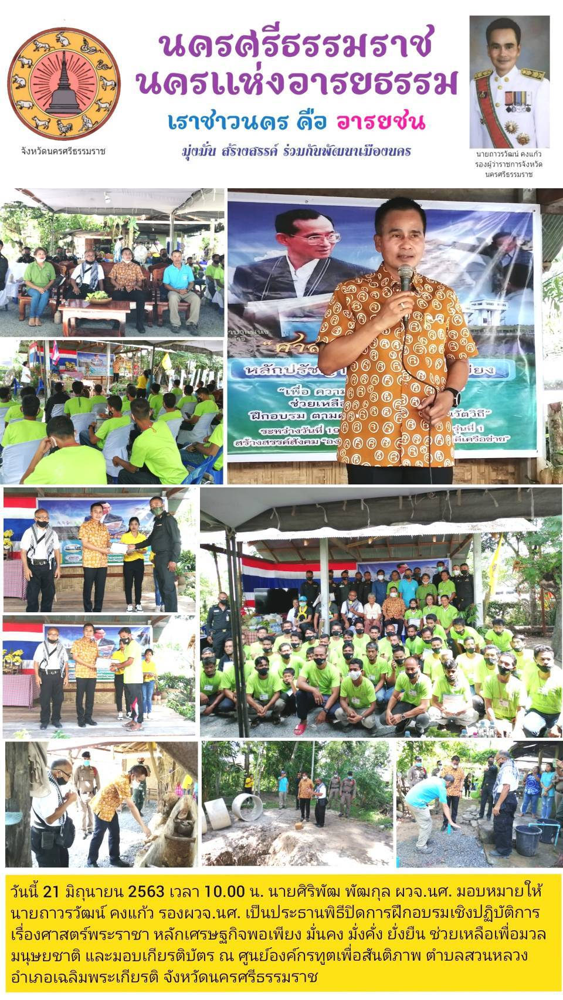 นครศรีธรรมราช
นครแห่งอารยธรรม
เราชาวนคร คือ อารยชน
มุ่งมั่น สร้างสรรค์ ร่วมกันพัฒนาเมืองนคร
จังหวัดนครศรีธรรมราช
นายถาวรวัฒน์ คงแก้ว
รองผู้ว่าราชการจังหวัด
นครศรีธรรมราช
"ศาส
หลักปรัช
ียง
"เพื่อ ความ
ช่วยเหลือ
ฝึกอบรม ตาม
นวัตวิถี"
ระหว่างวันที่ 19
รุ่นที่ 1
สร้างสรรค์สังคม "อง
ดีเครือข่าย"
วันนี้ 21 มิถุนายน 2563 เวลา 10.00 น. นายศิริพัฒ พัฒกุล ผวจ.นศ. มอบหมายให้
นายถาวรวัฒน์ คงแก้ว รองผวจ.นศ. เป็นประธานพิธีปิดการฝึกอบรมเชิงปฏิบัติการ
เรื่องศาสตร์พระราชา หลักเศรษฐกิจพอเพียง มั่นคง มั่งคั่ง ยั่งยืน ช่วยเหลือเพื่อมวล
มนุษยชาติ และมอบเกียรติบัตร ณ ศูนย์องค์กรทูตเพื่อสันติภาพ ตำบลสวนหลวง
อำเภอเฉลิมพระเกียรติ จังหวัดนครศรีธรรมราช